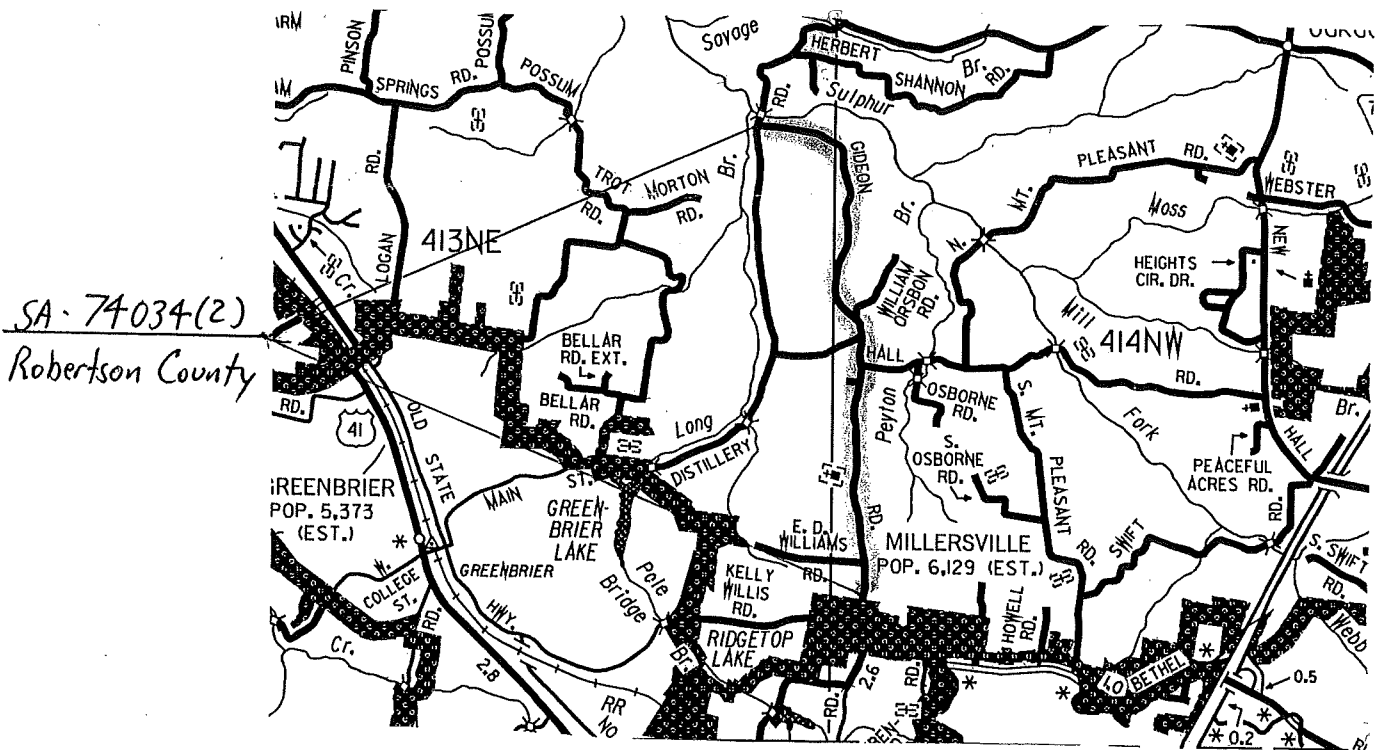 SA. 74034(2)
Robertson County
PINSON
POSSUM
SPRINGS RD.
POSSUM
TROT
RD.
MORTON
RD.
LOGAN
RD.
413NE
Cr.
Savage
Br.
RD.
HERBERT
SHANNON
RD.
Br.
Sulphur
GIDEON
RD.
Br.
N.
MT.
PLEASANT
RD.
Moss
WEBSTER
NEW
HALL
RD.
HEIGHTS
CIR. DR.
WILLIAM
ORSBON
RD.
HALL
Mill
414NW
RD.
Fork
Br.
BELLAR
RD. EXT.
BELLAR
RD.
Long
DISTILLERY
MAIN
ST.
RD.
41
OLD
STATE
GREENBRIER
POP. 5,373
(EST.)
*
GREEN-
BRIER
LAKE
Pole
Bridge
Br.
W.
COLLEGE
ST.
RD.
GREENBRIER
HWY.
Cr.
2.8
RR
NO
E. D.
WILLIAMS
RD.
KELLY
WILLIS
RD.
RIDGETOP
LAKE
RD.
2.6
RD.
Peyton
OSBORNE
RD.
S.
OSBORNE
RD.
S.
MT.
PLEASANT
RD.
MILLERSVILLE
POP. 6,129 (EST.)
HOWELL
RD.
SWIFT
RD.
PEACEFUL
ACRES RD.
S. SWIFT
RD.
Webb
40
BETHEL
*
*
*
0.5
0.2
*
*